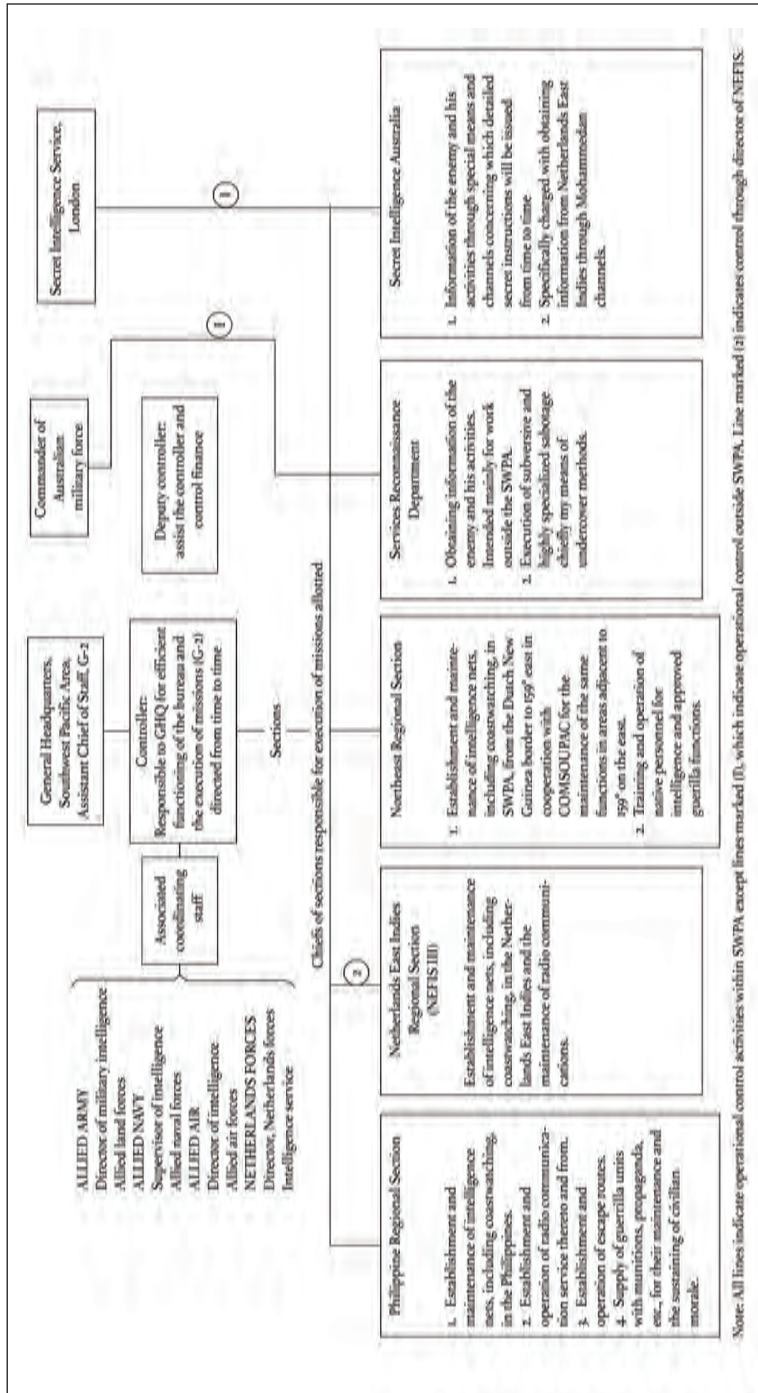 General Headquarters,
Southwest Pacific Area,
Assistant Chief of Staff, G-2
Commander of
Australian
military force
Secret Intelligence Service,
London
ALLIED ARMY
Director of military intelligence
Allied land forces
ALLIED NAVY
Supervisor of intelligence
Allied naval forces
ALLIED AIR
Director of intelligence
Allied air forces
NETHERLANDS FORCES
Director, Netherlands forces
Intelligence service
Associated
coordinating
staff
Controller:
Responsible to GHQ for efficient
functioning of the bureau and
the execution of missions (G-2)
directed from time to time
Deputy controller:
assist the controller and
control finance
1
1
Sections
Chiefs of sections responsible for execution of missions allotted
2
Philippine Regional Section
1. Establishment and
maintenance of intelligence
nets, including coastwatching,
in the Philippines.
2. Establishment and
operation of radio communica-
tion service thereto and from.
3. Establishment and
operation of escape routes.
4. Supply of guerrilla units
with munitions, propaganda,
etc., for their maintenance and
the sustaining of civilian
morale.
Netherlands East Indies
Regional Section
(NEFIS III)
Establishment and maintenance
of intelligence nets, including
coastwatching, in the Nether-
lands East Indies and the
maintenance of radio communi-
cations.
Northeast Regional Section
1. Establishment and mainte-
nance of intelligence nets,
including coastwatching, in
SWPA, from the Dutch New
Guinea border to 159° east in
cooperation with
COMSOUPAC for the
maintenance of the same
functions in areas adjacent to
159° on the east.
2. Training and operation of
native personnel for
intelligence and approved
guerilla functions.
Services Reconnaissance
Department
1. Obtaining information of the
enemy and his activities.
Intended mainly for work
outside the SWPA.
2. Execution of subversive and
highly specialized sabotage
chiefly my means of
undercover methods.
Secret Intelligence Australia
1. Information of the enemy and his
activities through special means and
channels concerning which detailed
secret instructions will be issued
from time to time
2. Specifically charged with obtaining
information from Netherlands East
Indies through Mohammedan
channels.
Note: All lines indicate operational control activities within SWPA except lines marked (1), which indicate operational control outside SWPA. Line marked (2) indicates control through director of NEFIS.